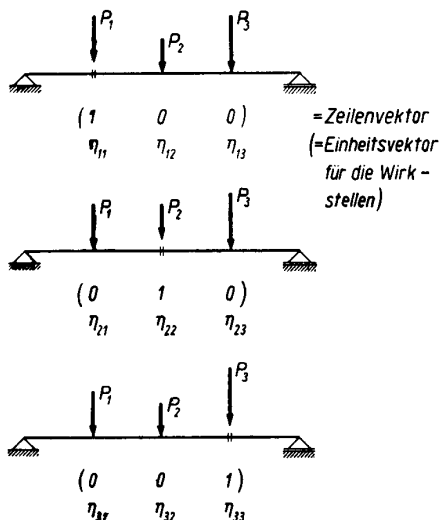 P₁ P₂ P₃
(1 0 0) =Zeilenvektor
η₁₁ η₁₂ η₁₃ (=Einheitsvektor
für die Wirk-
stellen)
P₁ P₂ P₃
(0 1 0)
η₂₁ η₂₂ η₂₃
P₁ P₂ P₃
(0 0 1)
η₃₁ η₃₂ η₃₃